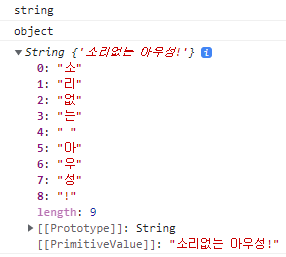 string
object
▼String {'소리없는 아우성!'} i
0: "소"
1: "리"
2: "없"
3: "는"
4: " "
5: "아"
6: "우"
7: "성"
8: "!"
length: 9
▶[[Prototype]]: String
[[PrimitiveValue]]: "소리없는 아우성!"